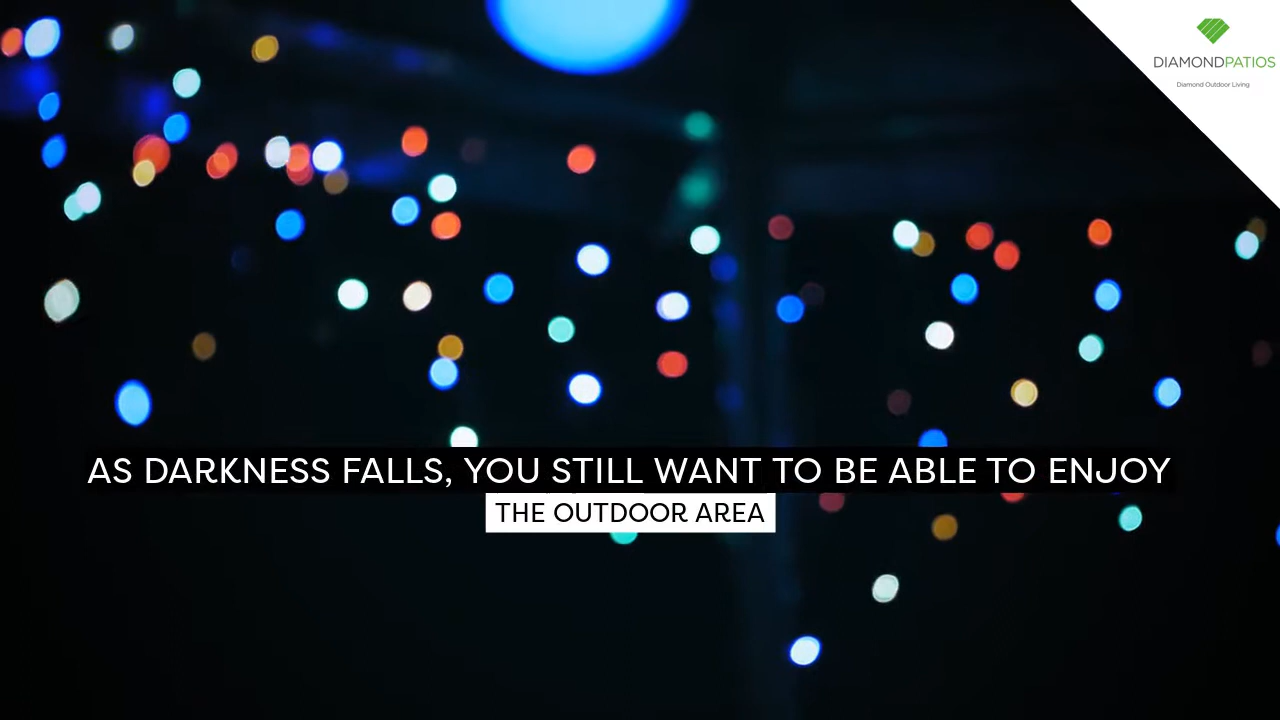 DIAMONDPATIOS
Diamond Outdoor Living
AS DARKNESS FALLS, YOU STILL WANT TO BE ABLE TO ENJOY
THE OUTDOOR AREA